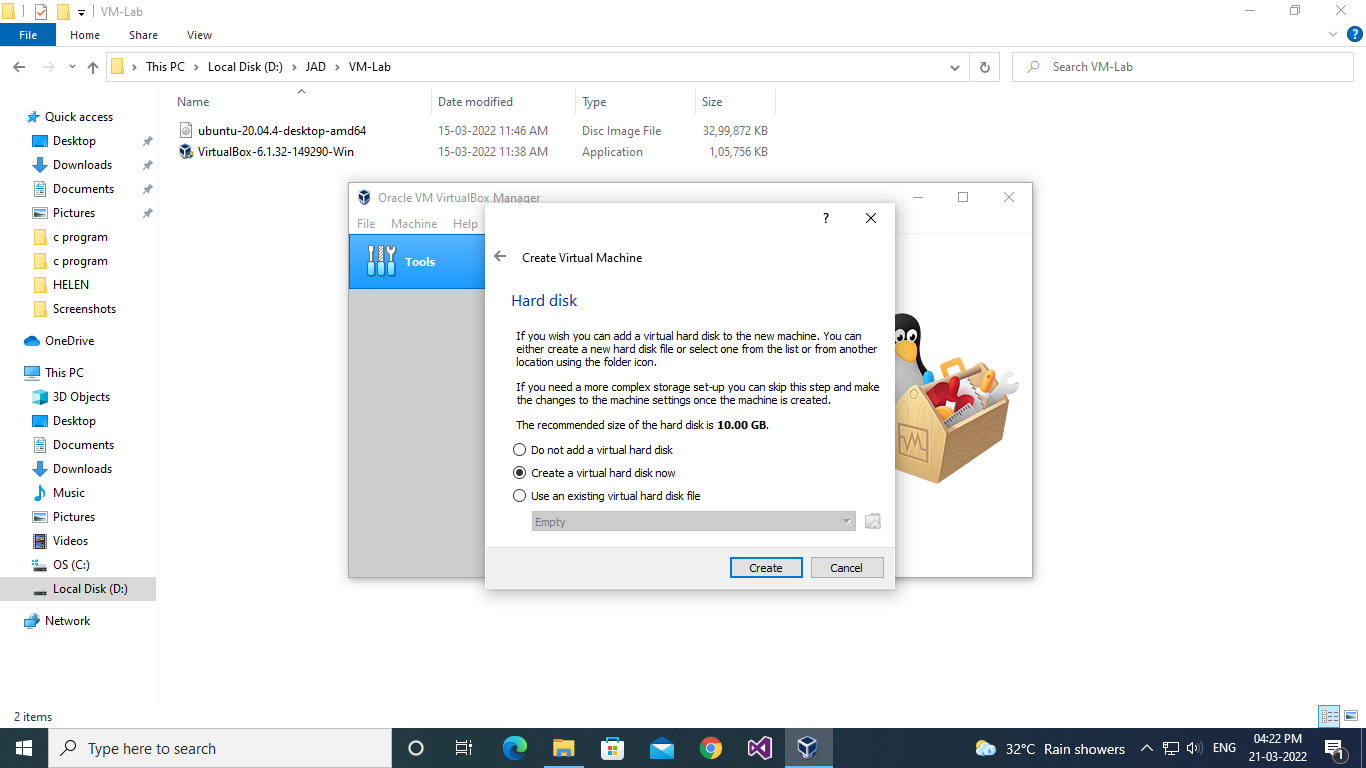 VM-Lab
File Home Share View
This PC Local Disk (D:) JAD VM-Lab
Search VM-Lab
Name Date modified Type Size
ubuntu-20.04.4-desktop-amd64 15-03-2022 11:46 AM Disc Image File 32,99,872 KB
VirtualBox-6.1.32-149290-Win 15-03-2022 11:38 AM Application 1,05,756 KB
Quick access
Desktop
Downloads
Documents
Pictures
c program
c program
HELEN
Screenshots
OneDrive
This PC
3D Objects
Desktop
Documents
Downloads
Music
Pictures
Videos
OS (C:)
Local Disk (D:)
Network
Oracle VM VirtualBox Manager
File Machine Help
Tools
?
Create Virtual Machine
Hard disk
If you wish you can add a virtual hard disk to the new machine. You can
either create a new hard disk file or select one from the list or from another
location using the folder icon.
If you need a more complex storage set-up you can skip this step and make
the changes to the machine settings once the machine is created.
The recommended size of the hard disk is 10.00 GB.
Do not add a virtual hard disk
Create a virtual hard disk now
Use an existing virtual hard disk file
Empty
Create Cancel
2 items
Type here to search
32°C Rain showers
ENG
04:22 PM
21-03-2022
1